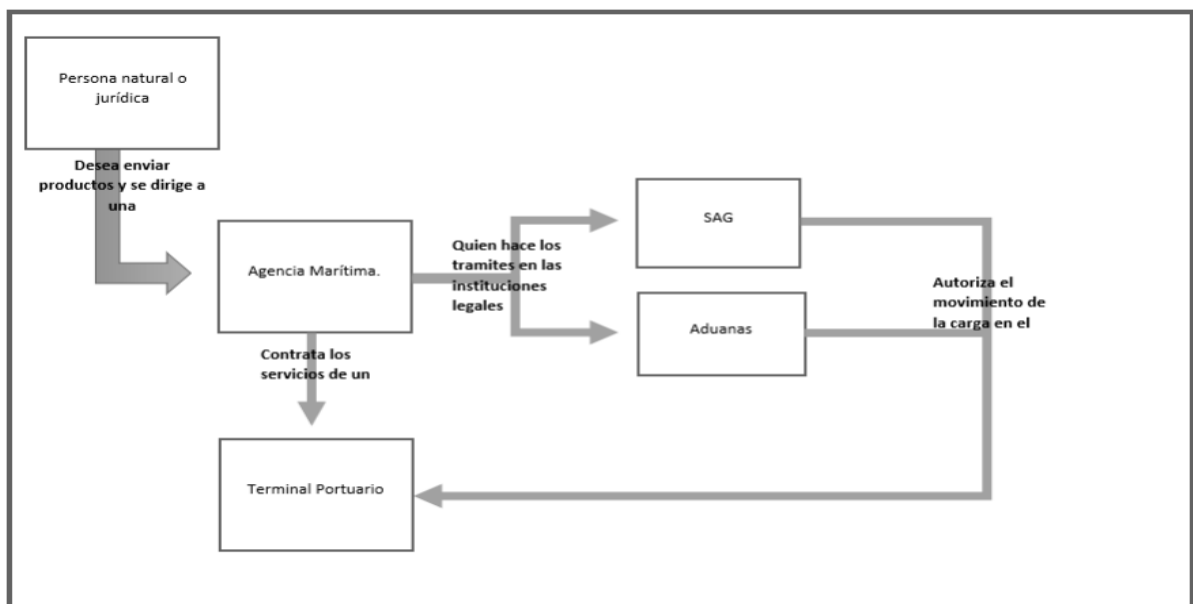 Persona natural o
jurídica
Desea enviar
productos y se dirige a
una
Agencia Marítima.
Quien hace los
tramites en las
instituciones
legales
SAG
Aduanas
Autoriza el
movimiento de
la carga en el
Contrata los
servicios de un
Terminal Portuario